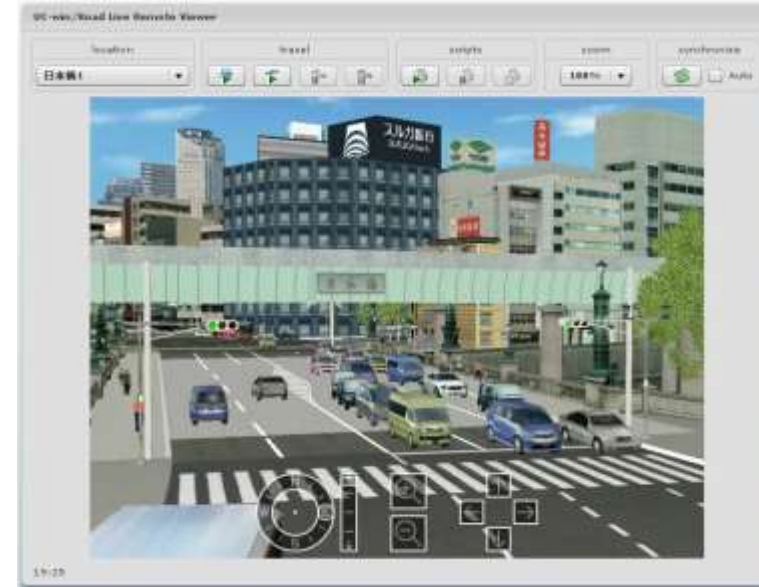 UC-win/Road Live Remote Viewer
location
travel
scripts
zoom
synchronize
日本橋1
100%
Auto
スルガ銀行
19:25